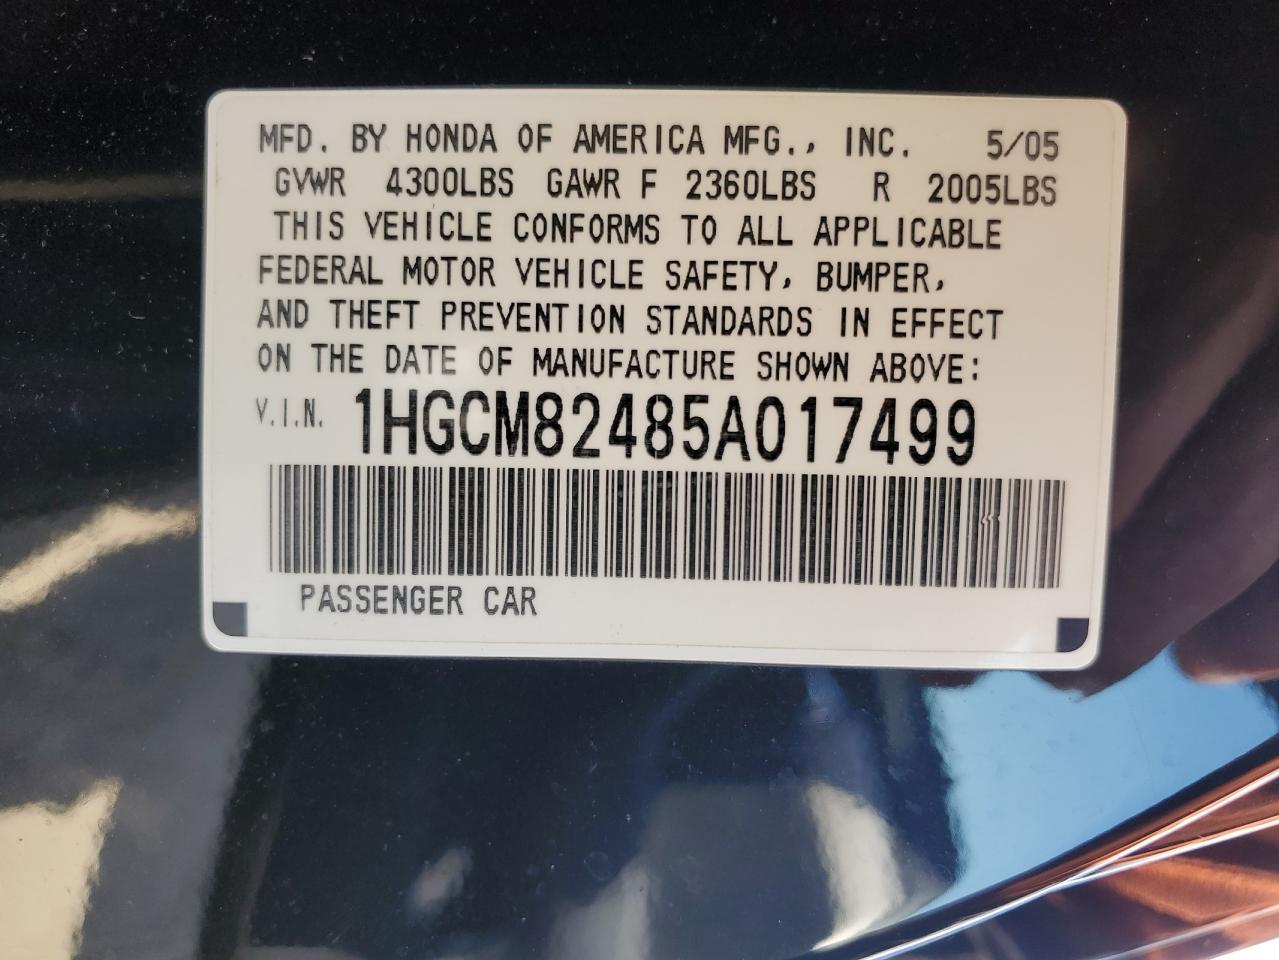 MFD. BY HONDA OF AMERICA MFG., INC. 5/05
GVWR 4300LBS GAWR F 2360LBS R 2005LBS
THIS VEHICLE CONFORMS TO ALL APPLICABLE
FEDERAL MOTOR VEHICLE SAFETY, BUMPER,
AND THEFT PREVENTION STANDARDS IN EFFECT
ON THE DATE OF MANUFACTURE SHOWN ABOVE:
V.I.N. 1HGCM82485A017499
PASSENGER CAR